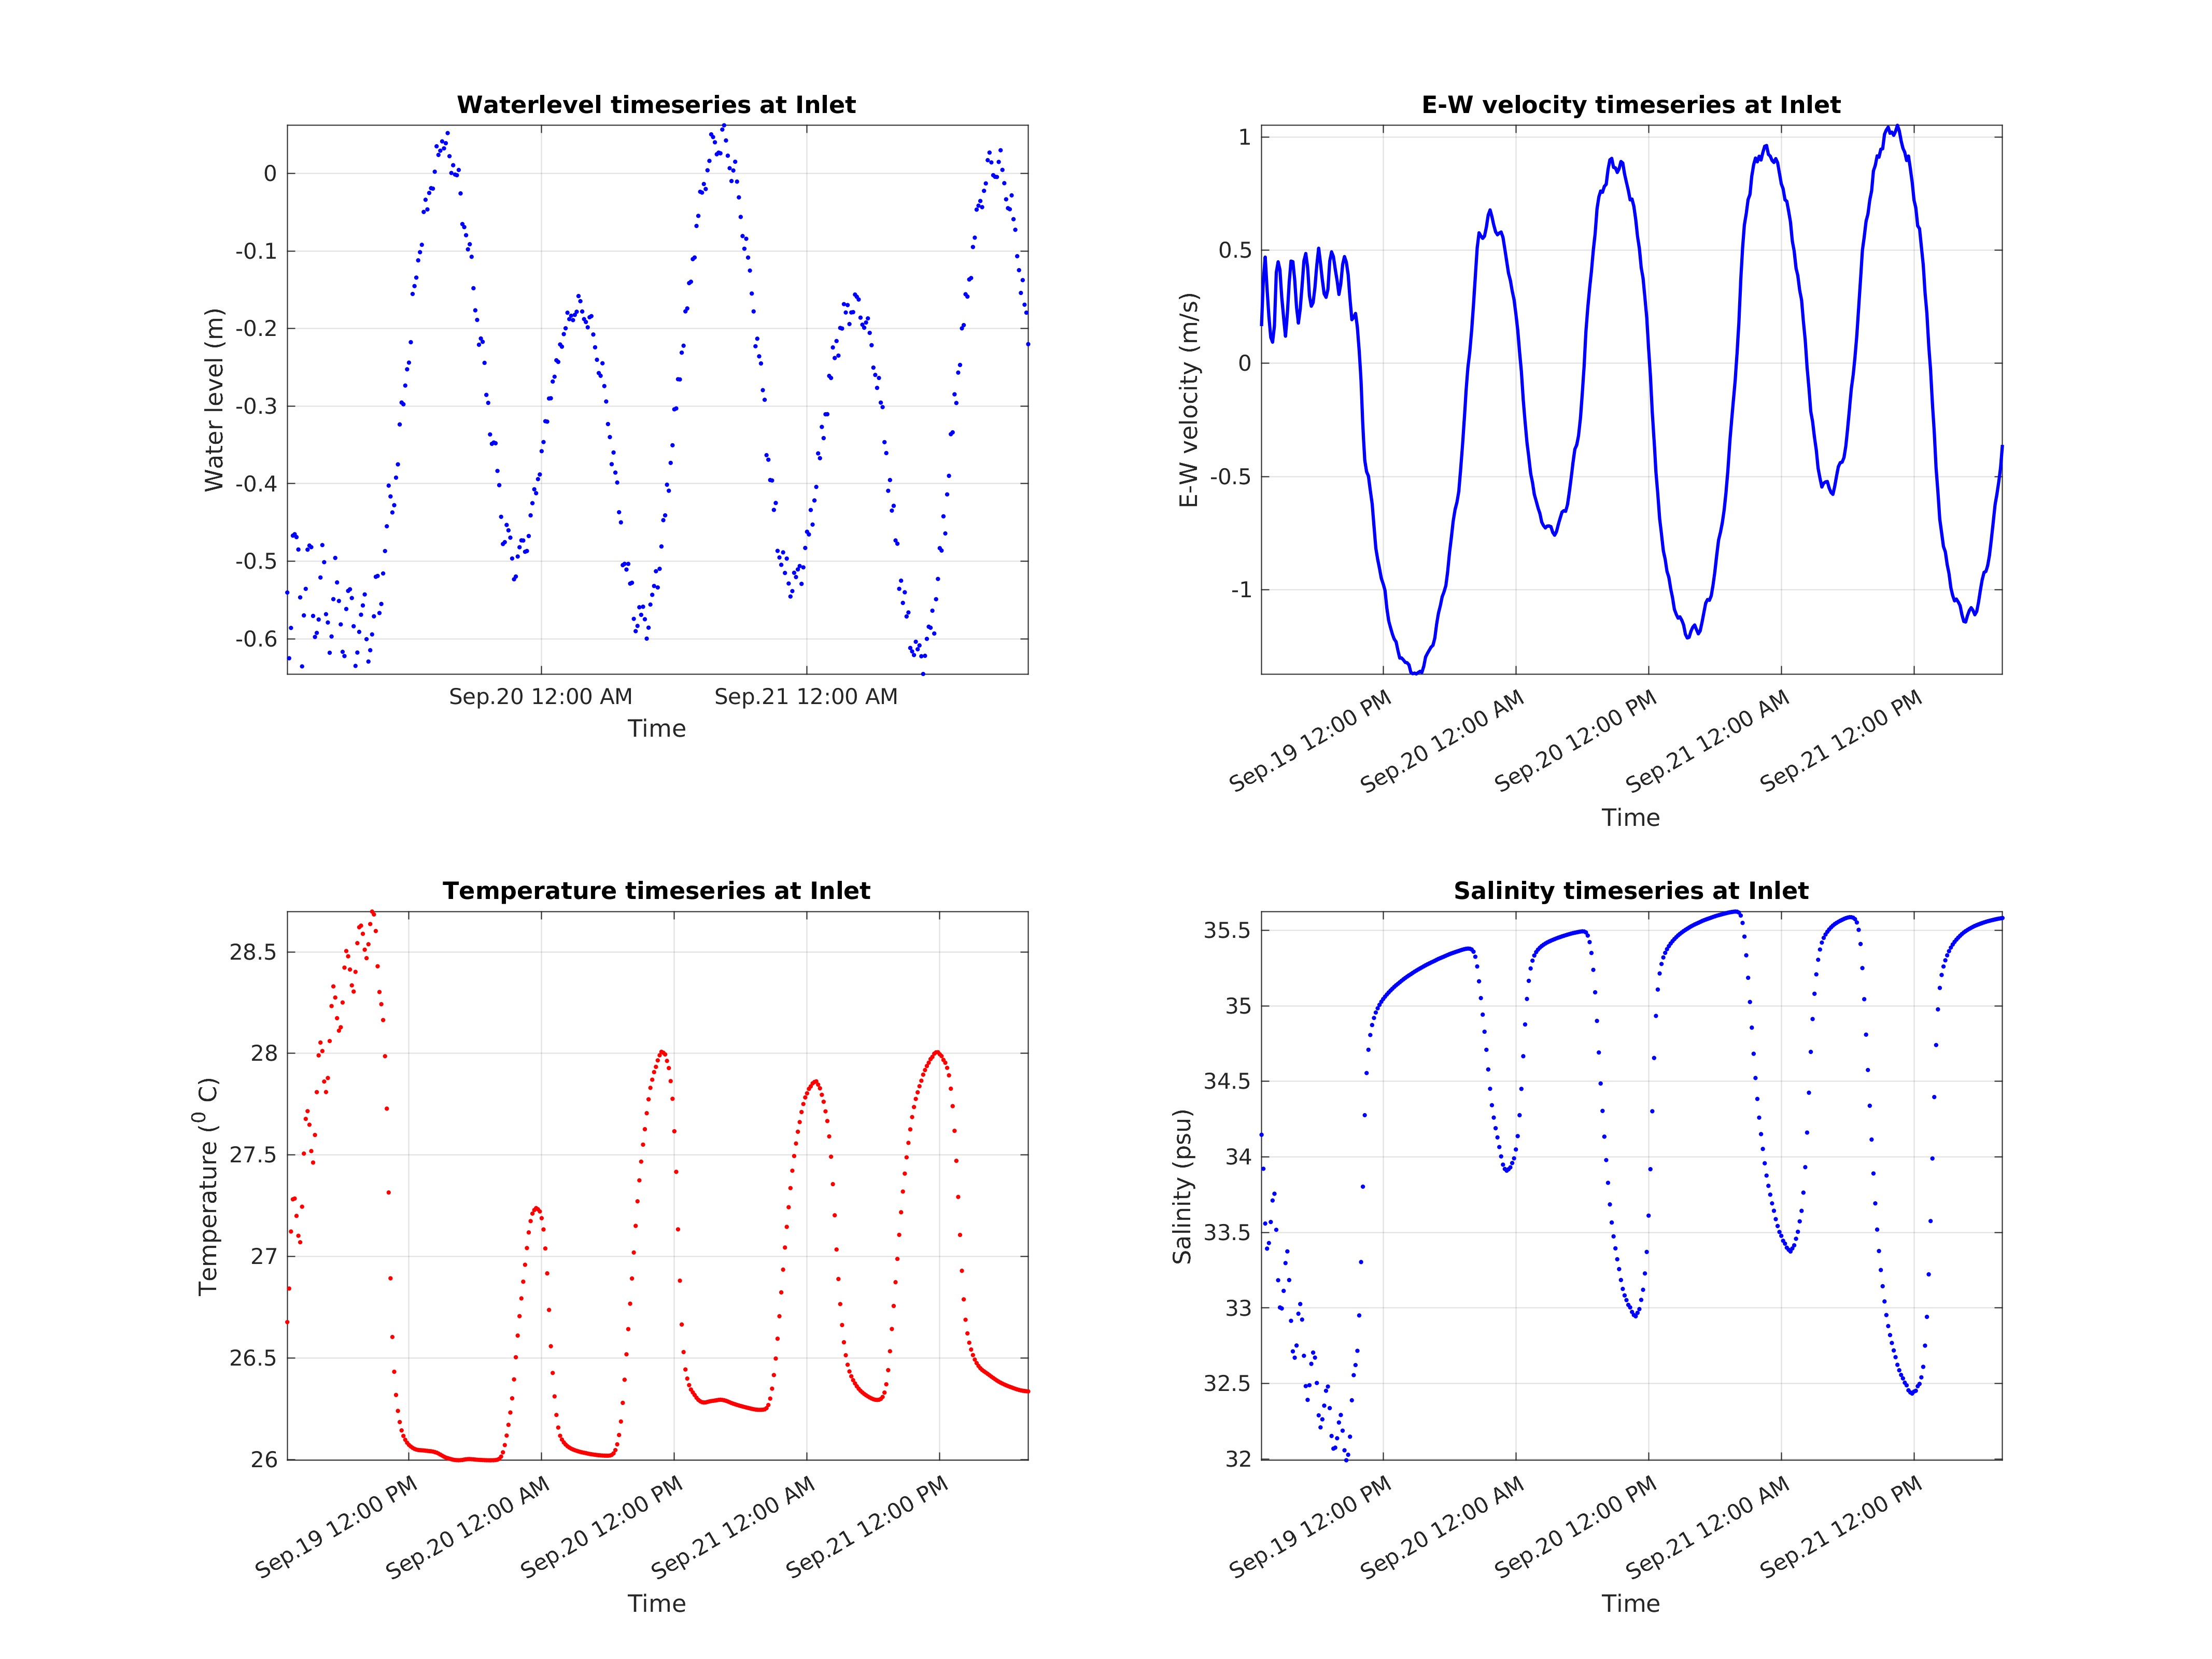 Waterlevel timeseries at Inlet
0
-0.1
-0.2
-0.3
-0.4
-0.5
-0.6
Water level (m)
Sep.20 12:00 AM
Sep.21 12:00 AM
Time
E-W velocity timeseries at Inlet
1
0.5
0
-0.5
-1
E-W velocity (m/s)
Sep.19 12:00 PM
Sep.20 12:00 AM
Sep.20 12:00 PM
Sep.21 12:00 AM
Sep.21 12:00 PM
Time
Temperature timeseries at Inlet
28.5
28
27.5
27
26.5
26
Temperature (⁰ C)
Sep.19 12:00 PM
Sep.20 12:00 AM
Sep.20 12:00 PM
Sep.21 12:00 AM
Sep.21 12:00 PM
Time
Salinity timeseries at Inlet
35.5
35
34.5
34
33.5
33
32.5
32
Salinity (psu)
Sep.19 12:00 PM
Sep.20 12:00 AM
Sep.20 12:00 PM
Sep.21 12:00 AM
Sep.21 12:00 PM
Time